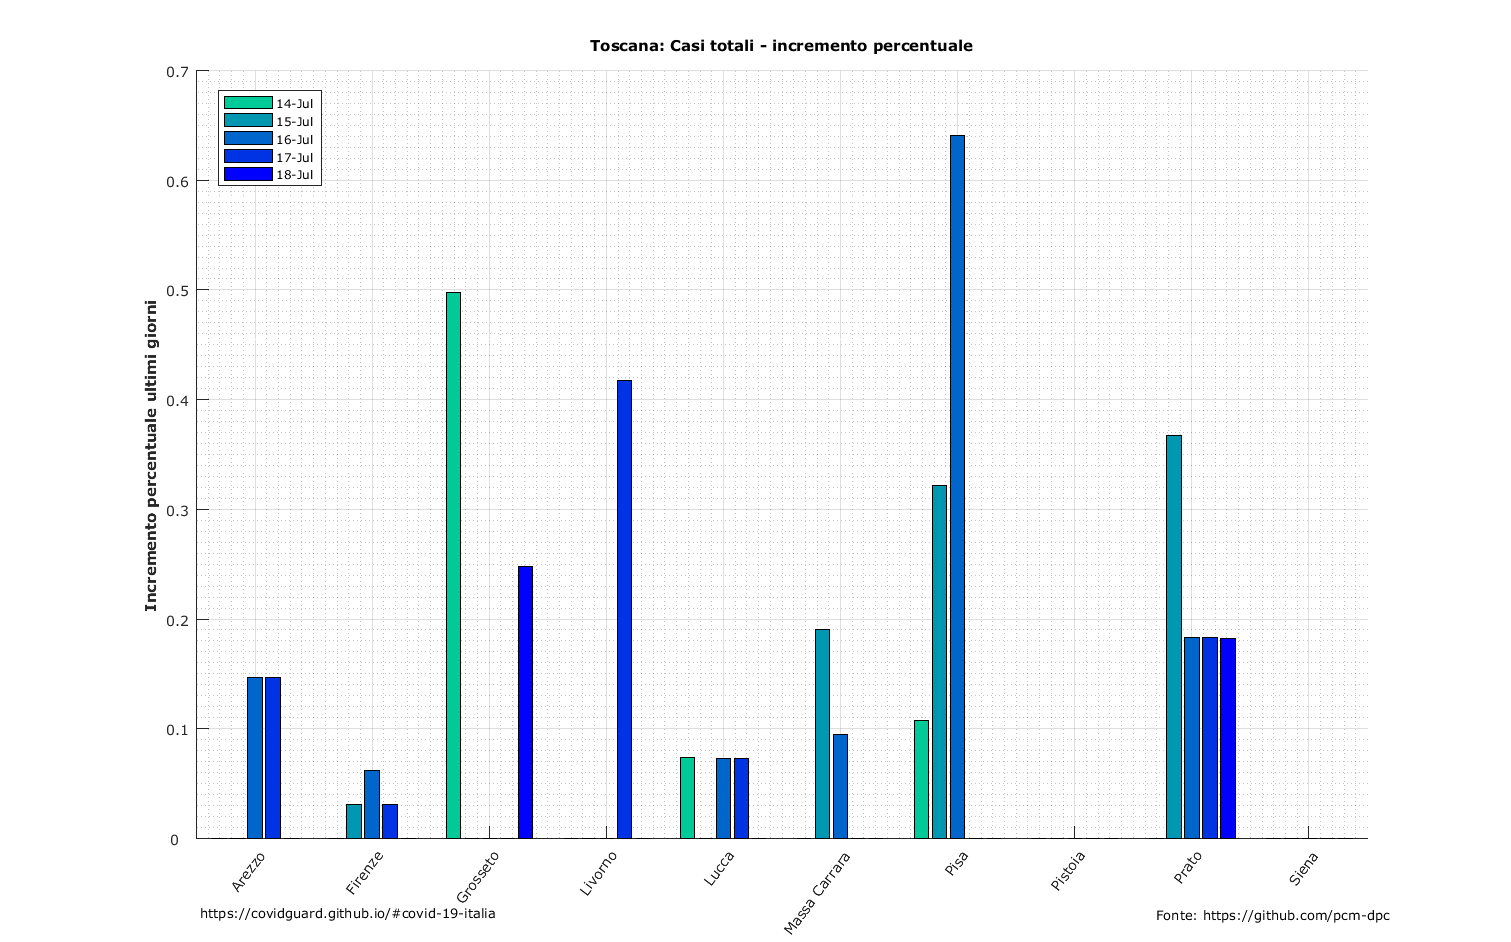 Toscana: Casi totali - incremento percentuale
0.7
0.6
0.5
0.4
0.3
0.2
0.1
0
Incremento percentuale ultimi giorni
14-Jul
15-Jul
16-Jul
17-Jul
18-Jul
Arezzo
Firenze
Grosseto
Livorno
Lucca
Massa Carrara
Pisa
Pistoia
Prato
Siena
https://covidguard.github.io/#covid-19-italia
Fonte: https://github.com/pcm-dpc